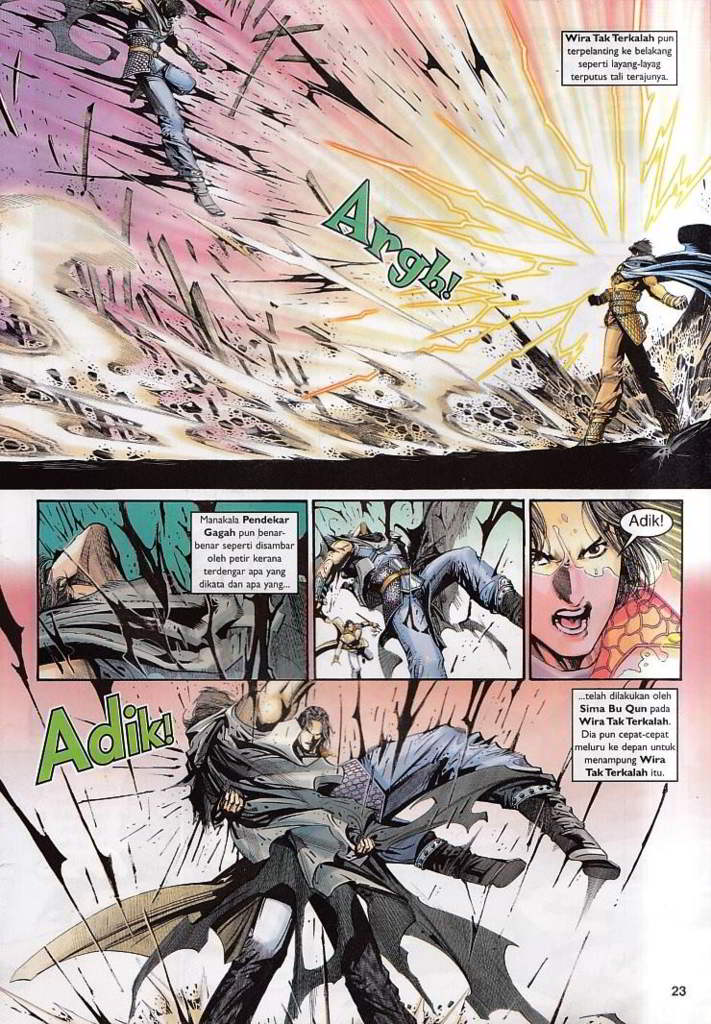 Wira Tak Terkalah pun
terpelanting ke belakang
seperti layang-layag
terputus tali terajunya.
Argh!
Manakala Pendekar
Gagah pun benar-
benar seperti disambar
oleh petir kerana
terdengar apa yang
dikata dan apa yang...
Adik!
...telah dilakukan oleh
Sima Bu Qun pada
Wira Tak Terkalah.
Dia pun cepat-cepat
meluru ke depan untuk
menampung Wira
Tak Terkalah itu.
Adik!
23